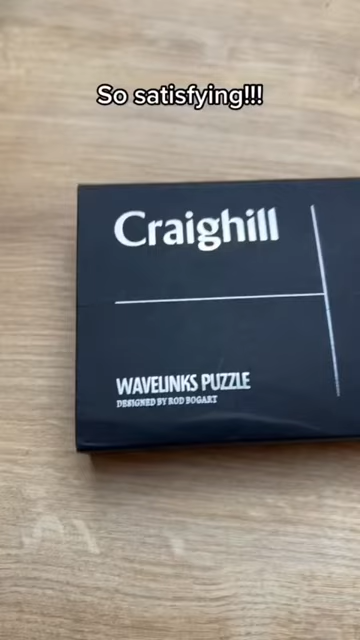 So satisfying!!!
Craighill
WAVELINKS PUZZLE
DESIGNED BY ROD BOGART